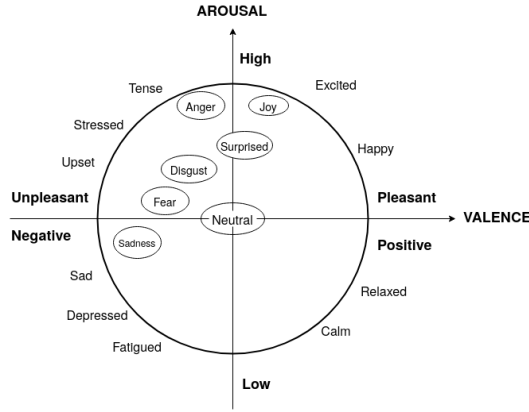 AROUSAL
High
Tense
Excited
Anger
Joy
Stressed
Surprised
Happy
Upset
Disgust
Unpleasant
Fear
Pleasant
Neutral
VALENCE
Negative
Sadness
Positive
Sad
Relaxed
Depressed
Calm
Fatigued
Low